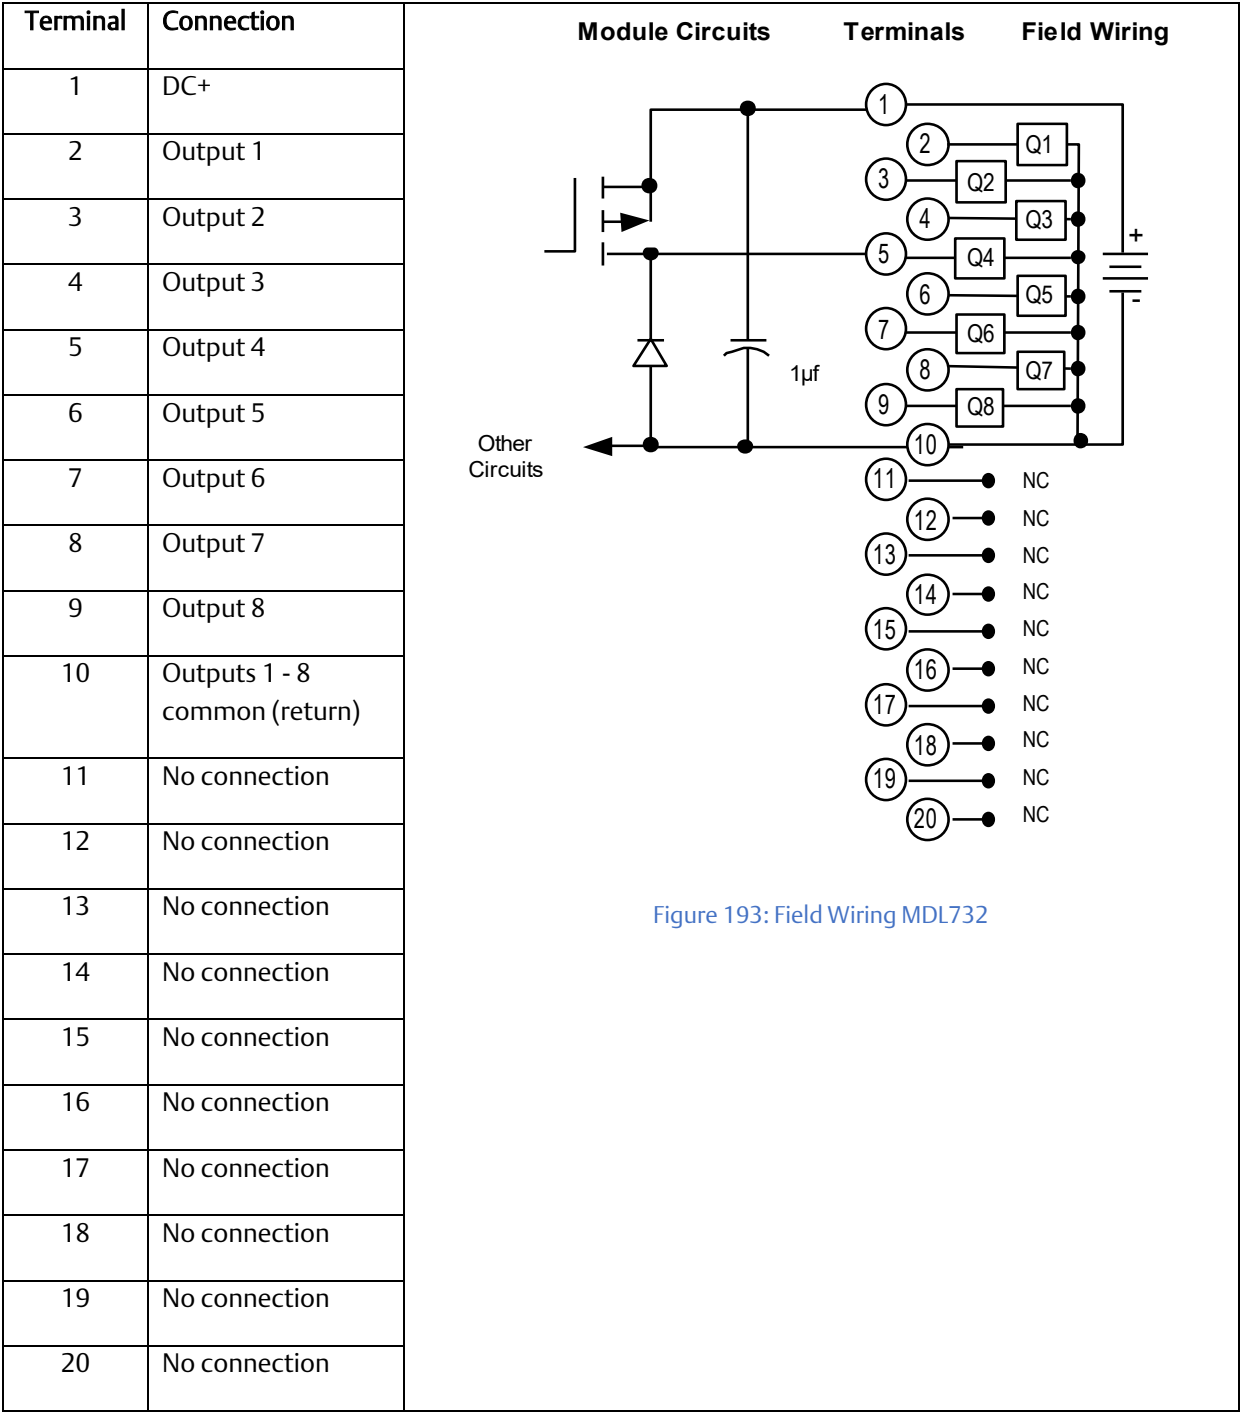 Terminal Connection
1 DC+
2 Output 1
3 Output 2
4 Output 3
5 Output 4
6 Output 5
7 Output 6
8 Output 7
9 Output 8
10 Outputs 1 - 8
common (return)
11 No connection
12 No connection
13 No connection
14 No connection
15 No connection
16 No connection
17 No connection
18 No connection
19 No connection
20 No connection
Module Circuits Terminals Field Wiring
1
2 Q1
3 Q2
4 Q3
+
5 Q4
6 Q5
-
7 Q6
1µf
8 Q7
9 Q8
Other
Circuits
10
11 NC
12 NC
13 NC
14 NC
15 NC
16 NC
17 NC
18 NC
19 NC
20 NC
Figure 193: Field Wiring MDL732